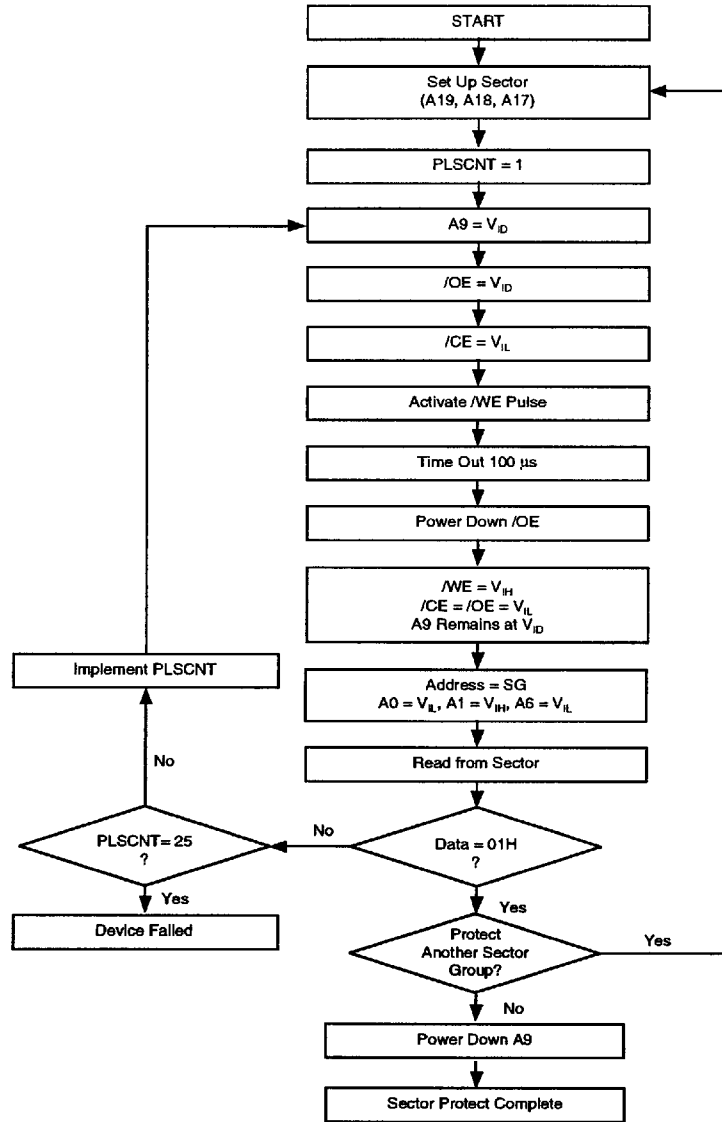 START
Set Up Sector
(A19, A18, A17)
PLSCNT = 1
A9 = VID
/OE = VID
/CE = VIL
Activate /WE Pulse
Time Out 100 μs
Power Down /OE
/WE = VIH
/CE = /OE = VIL
A9 Remains at VID
Implement PLSCNT
Address = SG
A0 = VIL, A1 = VIH, A6 = VIL
No
Read from Sector
PLSCNT= 25
?
No
Data = 01H
?
Yes
Device Failed
Yes
Protect
Another Sector
Group?
Yes
No
Power Down A9
Sector Protect Complete